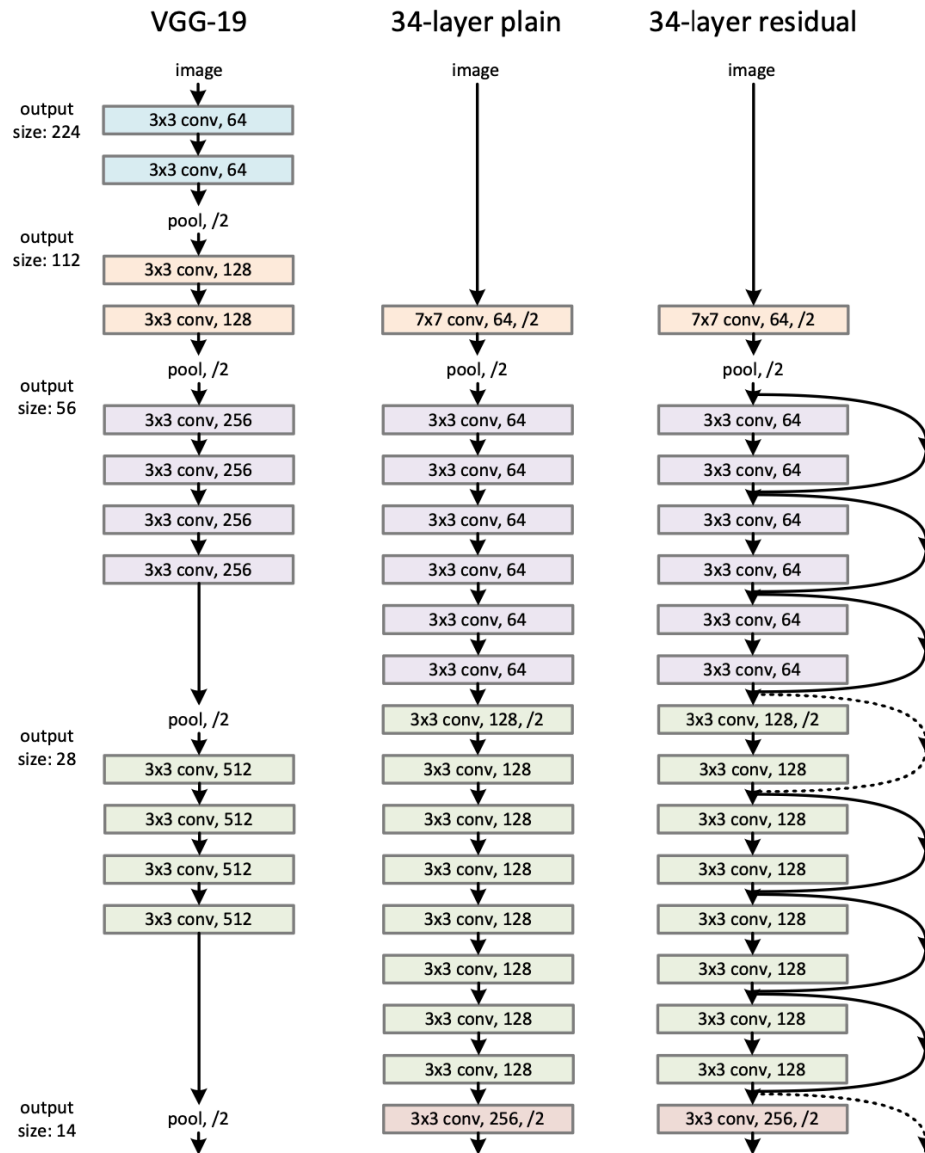 VGG-19
34-layer plain
34-layer residual
image
image
image
output
size: 224
3x3 conv, 64
3x3 conv, 64
pool, /2
output
size: 112
3x3 conv, 128
3x3 conv, 128
7x7 conv, 64, /2
7x7 conv, 64, /2
pool, /2
pool, /2
pool, /2
output
size: 56
3x3 conv, 256
3x3 conv, 64
3x3 conv, 64
3x3 conv, 256
3x3 conv, 64
3x3 conv, 64
3x3 conv, 256
3x3 conv, 64
3x3 conv, 64
3x3 conv, 256
3x3 conv, 64
3x3 conv, 64
3x3 conv, 64
3x3 conv, 64
3x3 conv, 64
3x3 conv, 64
pool, /2
3x3 conv, 128, /2
3x3 conv, 128, /2
output
size: 28
3x3 conv, 512
3x3 conv, 128
3x3 conv, 128
3x3 conv, 512
3x3 conv, 128
3x3 conv, 128
3x3 conv, 512
3x3 conv, 128
3x3 conv, 128
3x3 conv, 512
3x3 conv, 128
3x3 conv, 128
3x3 conv, 128
3x3 conv, 128
3x3 conv, 128
3x3 conv, 128
3x3 conv, 128
3x3 conv, 128
output
size: 14
pool, /2
3x3 conv, 256, /2
3x3 conv, 256, /2